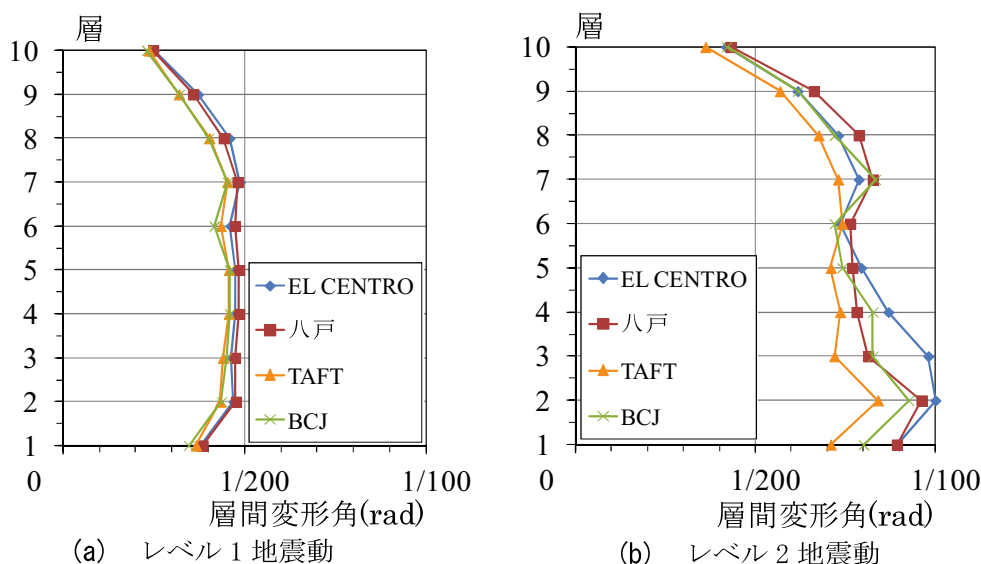 層
10
9
8
7
6
5
4
3
2
1
0
1/200
1/100
EL CENTRO
八戸
TAFT
BCJ
層間変形角(rad)
(a) レベル１地震動
層
10
9
8
7
6
5
4
3
2
1
0
1/200
1/100
EL CENTRO
八戸
TAFT
BCJ
層間変形角(rad)
(b) レベル２地震動